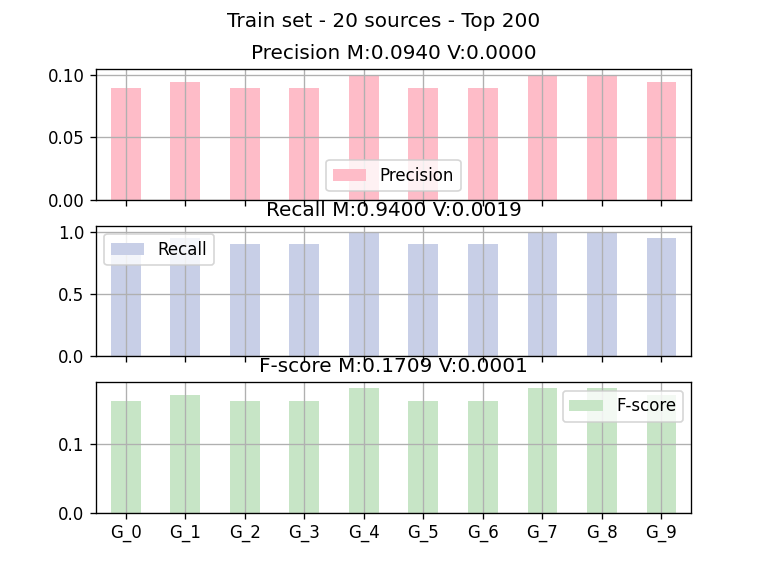 Train set - 20 sources - Top 200
Precision M:0.0940 V:0.0000
0.10
0.05
0.00
Precision
Recall M:0.9400 V:0.0019
1.0
0.5
0.0
Recall
F-score M:0.1709 V:0.0001
0.1
0.0
F-score
G_0 G_1 G_2 G_3 G_4 G_5 G_6 G_7 G_8 G_9